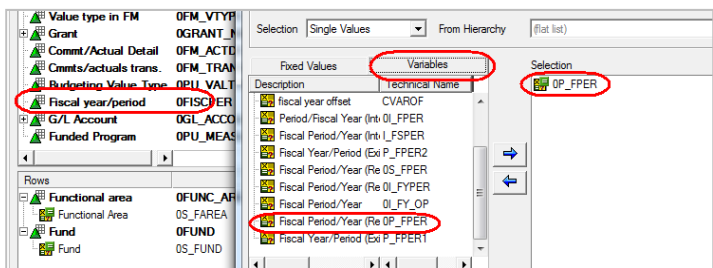 Value type in FM 0FM_VTYP
Grant 0GRANT_N
Commt/Actual Detail 0FM_ACTD
Cmmts/actuals trans. 0FM_TRAN
Budgeting Value Type 0PU_VALT
Fiscal year/period 0FISCPER
G/L Account 0GL_ACCO
Funded Program 0PU_MEAS
Rows
Functional area 0FUNC_AR
Functional Area 0S_FAREA
Fund 0FUND
Fund 0S_FUND
Selection Single Values From Hierarchy (flat list)
Fixed Values Variables
Description Technical Name
fiscal year offset CVAROF
Period/Fiscal Year (Int 0I_FPER
Fiscal Period/Year (Int I_FSPER
Fiscal Year/Period (Exi P_FPER2
Fiscal Period/Year (Re 0S_FPER
Fiscal Period/Year (Re 0I_FYPER
Fiscal Period/Year 0I_FY_OP
Fiscal Period/Year (Re 0P_FPER
Fiscal Year/Period (Exi P_FPER1
Selection
0P_FPER